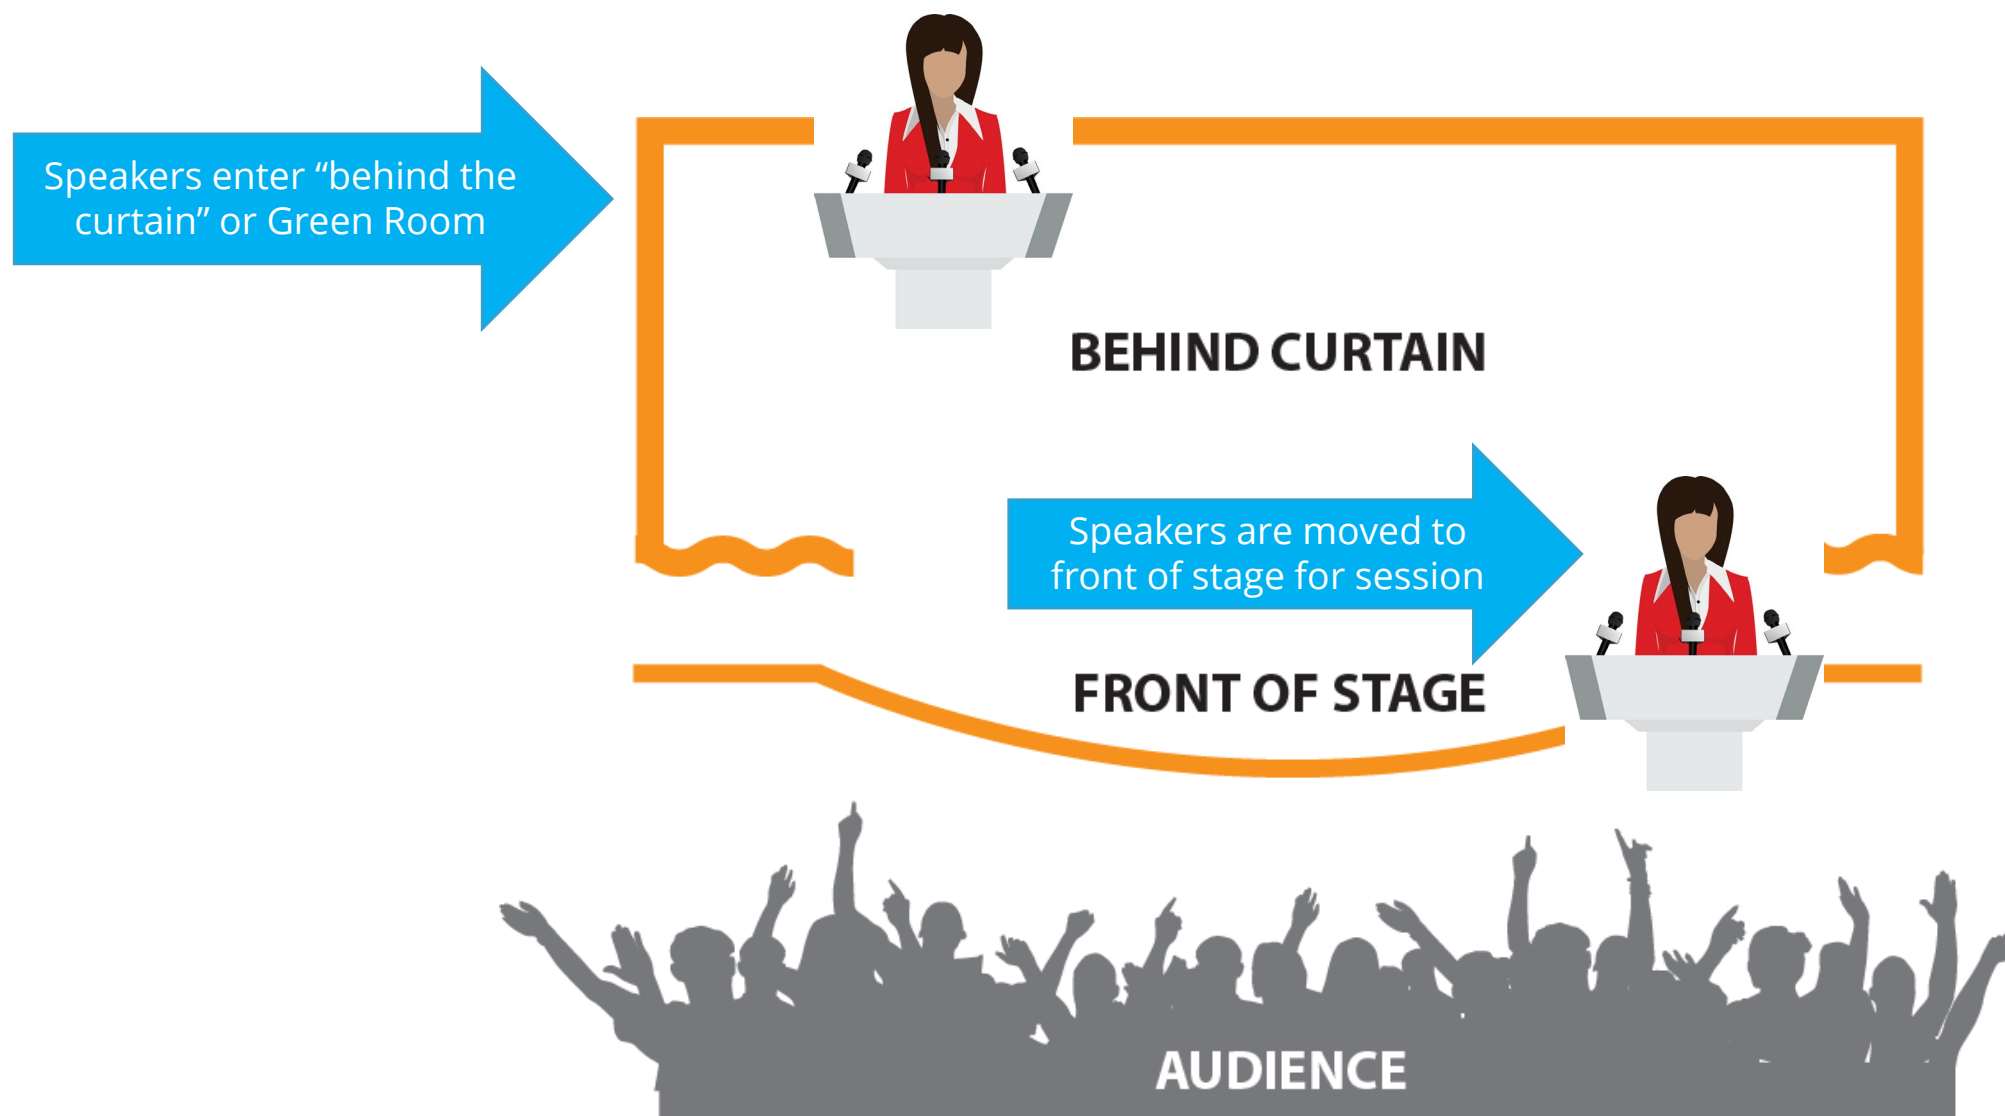 Speakers enter “behind the
curtain” or Green Room
BEHIND CURTAIN
Speakers are moved to
front of stage for session
FRONT OF STAGE
AUDIENCE